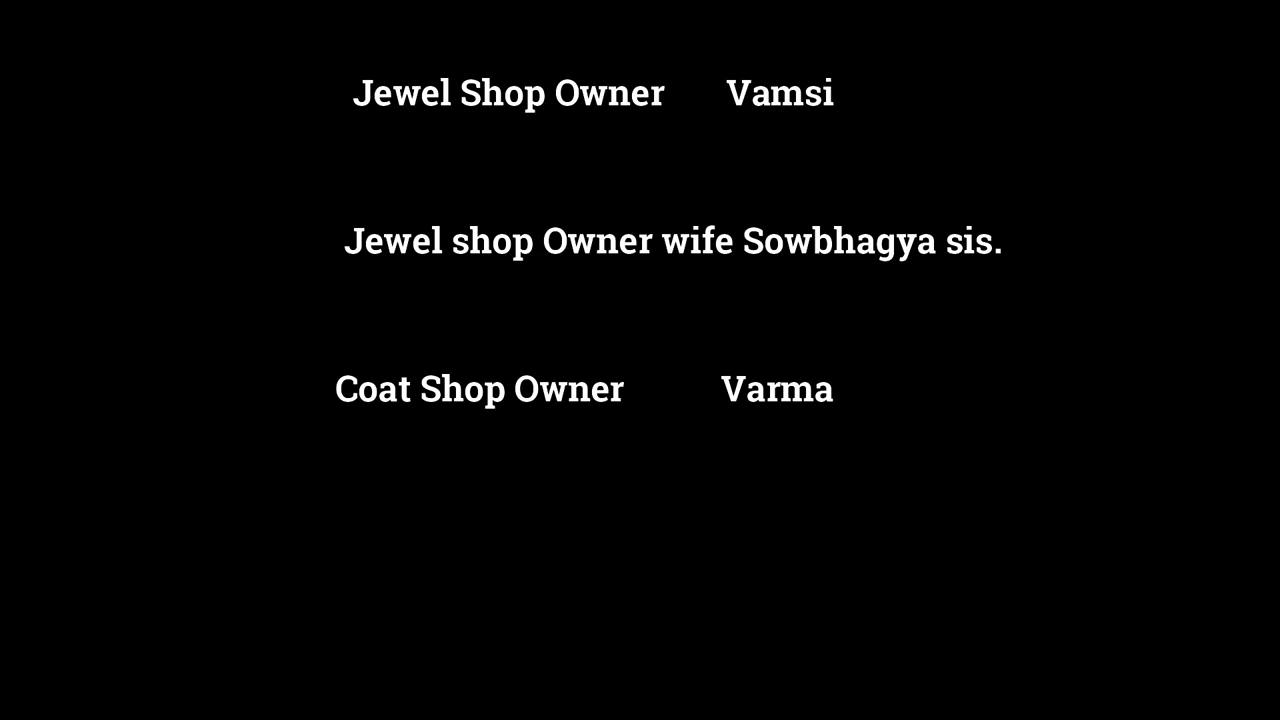 Jewel Shop Owner Vamsi
Jewel shop Owner wife Sowbhagya sis.
Coat Shop Owner Varma